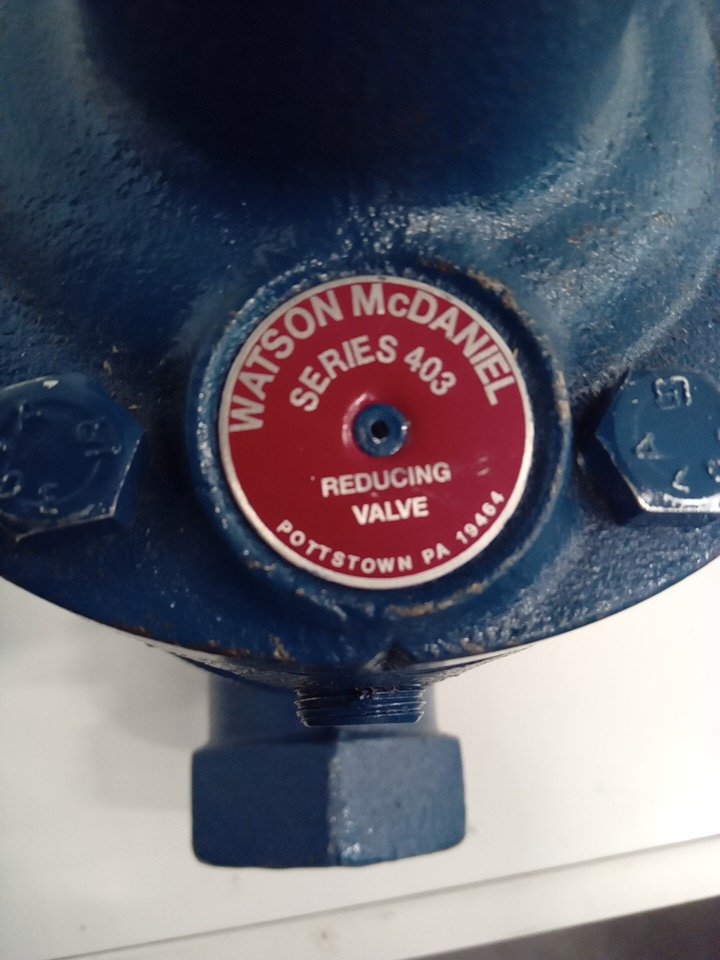 WATSON McDANIEL
SERIES 403
REDUCING
VALVE
POTTSTOWN PA 19464